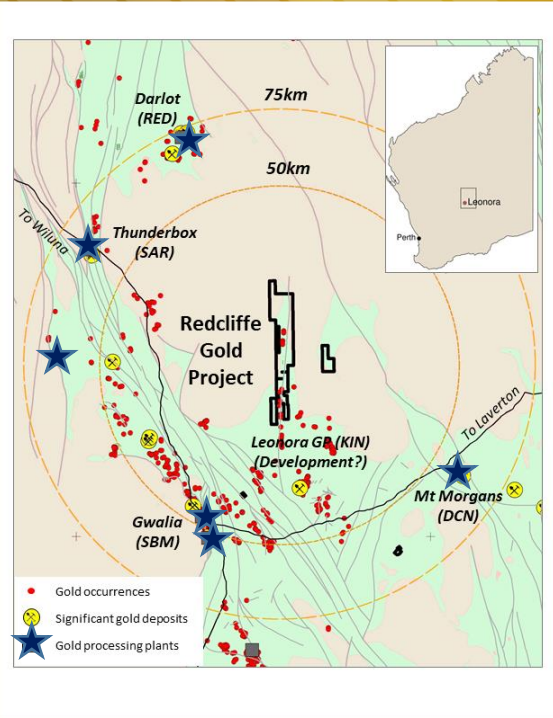 75km
Darlot
(RED)
50km
Leonora
Perth
To Wiluna
Thunderbox
(SAR)
Redcliffe
Gold
Project
To Laverton
Leonora GP (KIN)
(Development?)
Mt Morgans
(DCN)
Gwalia
(SBM)
Gold occurrences
Significant gold deposits
Gold processing plants